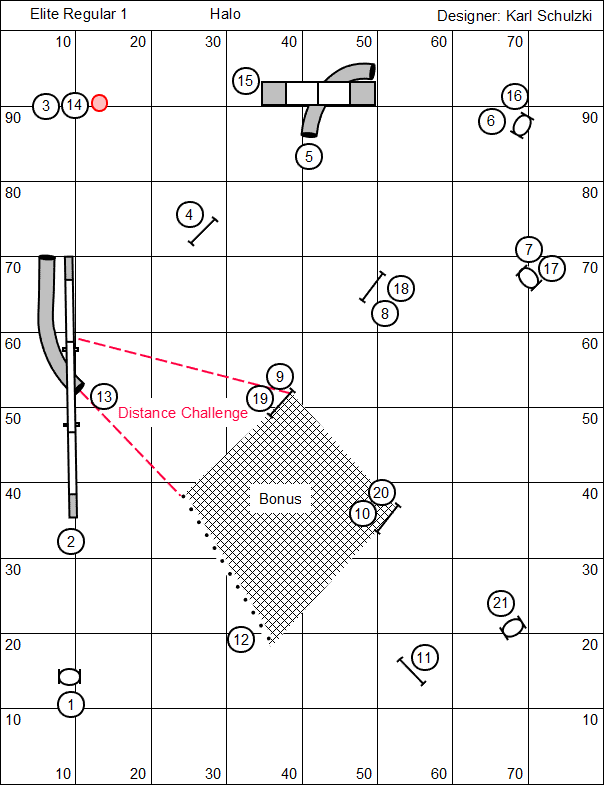 Elite Regular 1 Halo Designer: Karl Schulzki
10 20 30 40 50 60 70
15
16
3 14
90 6 90
5
80 80
4
7
70 17 70
18
8
60 60
9
13 19
50 Distance Challenge 50
20
40 Bonus 40
10
2
30 30
21
20 12 20
11
1
10 10
10 20 30 40 50 60 70